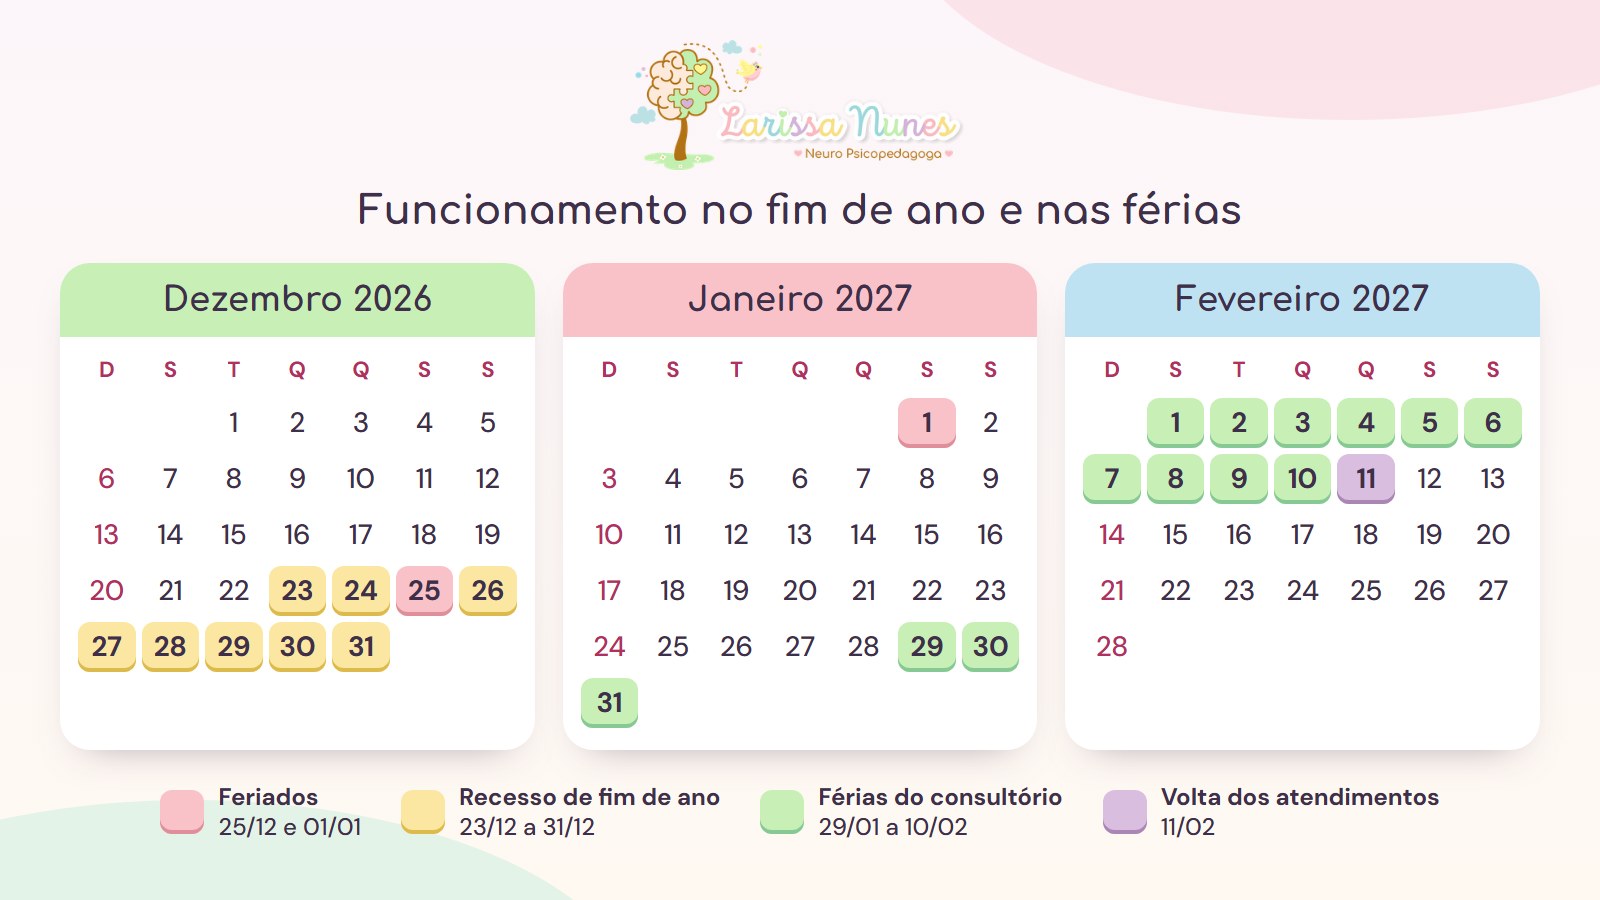 Larissa Nunes
Neuro Psicopedagoga
Funcionamento no fim de ano e nas férias
Dezembro 2026
D S T Q Q S S
1 2 3 4 5
6 7 8 9 10 11 12
13 14 15 16 17 18 19
20 21 22 23 24 25 26
27 28 29 30 31
Janeiro 2027
D S T Q Q S S
1 2
3 4 5 6 7 8 9
10 11 12 13 14 15 16
17 18 19 20 21 22 23
24 25 26 27 28 29 30
31
Fevereiro 2027
D S T Q Q S S
1 2 3 4 5 6
7 8 9 10 11 12 13
14 15 16 17 18 19 20
21 22 23 24 25 26 27
28
Feriados
25/12 e 01/01
Recesso de fim de ano
23/12 a 31/12
Férias do consultório
29/01 a 10/02
Volta dos atendimentos
11/02